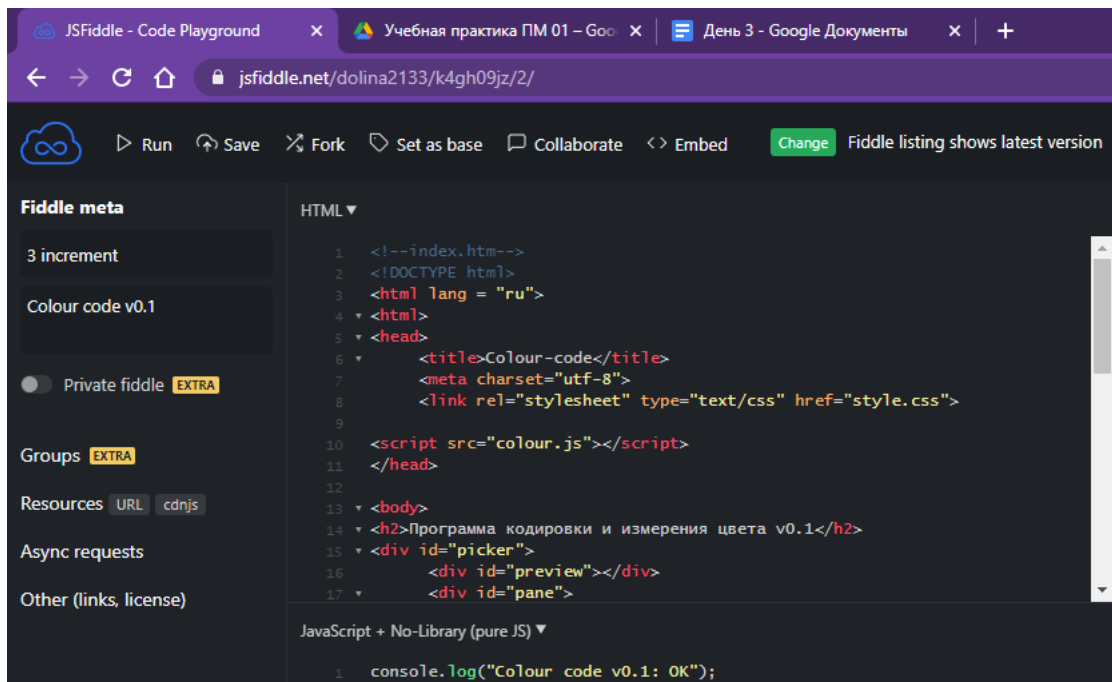 JSFiddle - Code Playground
Учебная практика ПМ 01 – Goo
День 3 - Google Документы
jsfiddle.net/dolina2133/k4gh09jz/2/
Run Save Fork Set as base Collaborate Embed Change Fiddle listing shows latest version
Fiddle meta
3 increment
Colour code v0.1
Private fiddle EXTRA
Groups EXTRA
Resources URL cdnjs
Async requests
Other (links, license)
HTML
1 <!--index.htm-->
2 <!DOCTYPE html>
3 <html lang = "ru">
4 <html>
5 <head>
6 <title>Colour-code</title>
7 <meta charset="utf-8">
8 <link rel="stylesheet" type="text/css" href="style.css">
9
10 <script src="colour.js"></script>
11 </head>
12
13 <body>
14 <h2>Программа кодировки и измерения цвета v0.1</h2>
15 <div id="picker">
16 <div id="preview"></div>
17 <div id="pane">
JavaScript + No-Library (pure JS)
1 console.log("Colour code v0.1: OK");